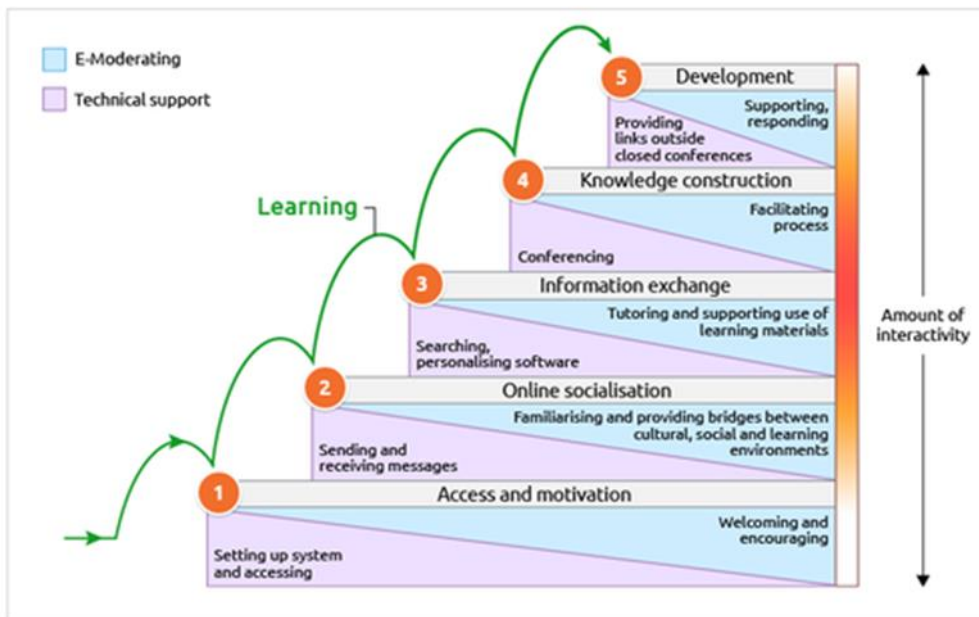 E-Moderating
Technical support
Learning
5
Development
Supporting,
responding
Providing
links outside
closed conferences
4
Knowledge construction
Facilitating
process
Conferencing
3
Information exchange
Tutoring and supporting use of
learning materials
Searching,
personalising software
2
Online socialisation
Familiarising and providing bridges between
cultural, social and learning
environments
Sending and
receiving messages
1
Access and motivation
Welcoming and
encouraging
Setting up system
and accessing
Amount of
interactivity